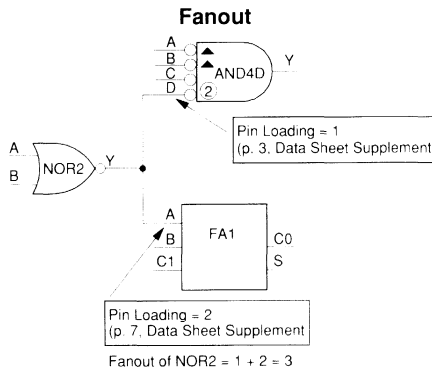 Fanout
A
B
C
D
AND4D
2
Y
Pin Loading = 1
(p. 3, Data Sheet Supplement
A
B
NOR2
Y
A
B
C1
FA1
C0
S
Pin Loading = 2
(p. 7, Data Sheet Supplement
Fanout of NOR2 = 1 + 2 = 3